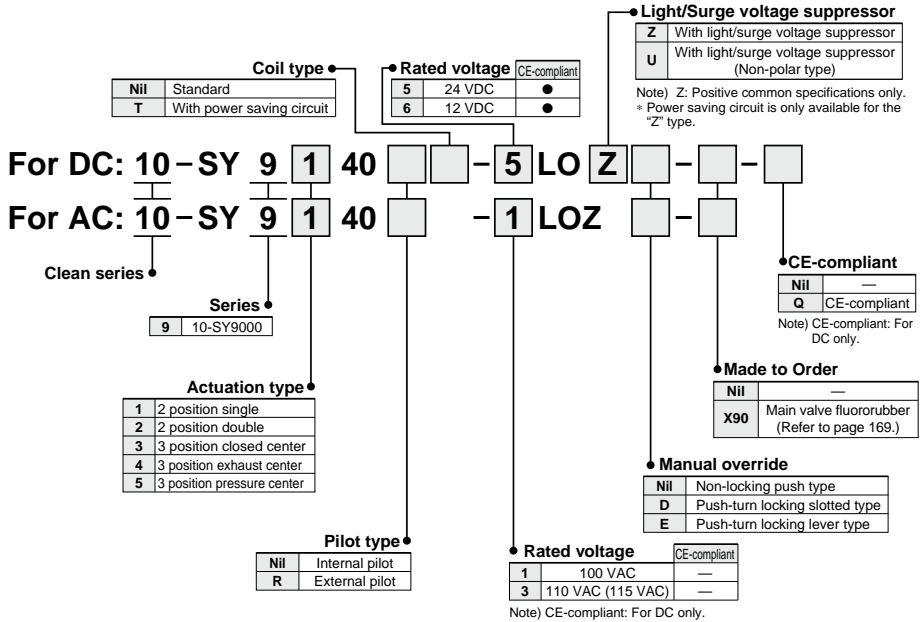 Light/Surge voltage suppressor
Z With light/surge voltage suppressor
U With light/surge voltage suppressor
(Non-polar type)
Note) Z: Positive common specifications only.
∗ Power saving circuit is only available for the
“Z” type.
Coil type
Nil Standard
T With power saving circuit
Rated voltage CE-compliant
5 24 VDC ●
6 12 VDC ●
For DC: 10–SY 9 1 40 – 5 LO Z – –
For AC: 10–SY 9 1 40 – 1 LOZ –
Clean series
Series
9 10-SY9000
Actuation type
1 2 position single
2 2 position double
3 3 position closed center
4 3 position exhaust center
5 3 position pressure center
Pilot type
Nil Internal pilot
R External pilot
Rated voltage CE-compliant
1 100 VAC —
3 110 VAC (115 VAC) —
Note) CE-compliant: For DC only.
Manual override
Nil Non-locking push type
D Push-turn locking slotted type
E Push-turn locking lever type
Made to Order
Nil —
X90 Main valve fluororubber
(Refer to page 169.)
CE-compliant
Nil —
Q CE-compliant
Note) CE-compliant: For
DC only.